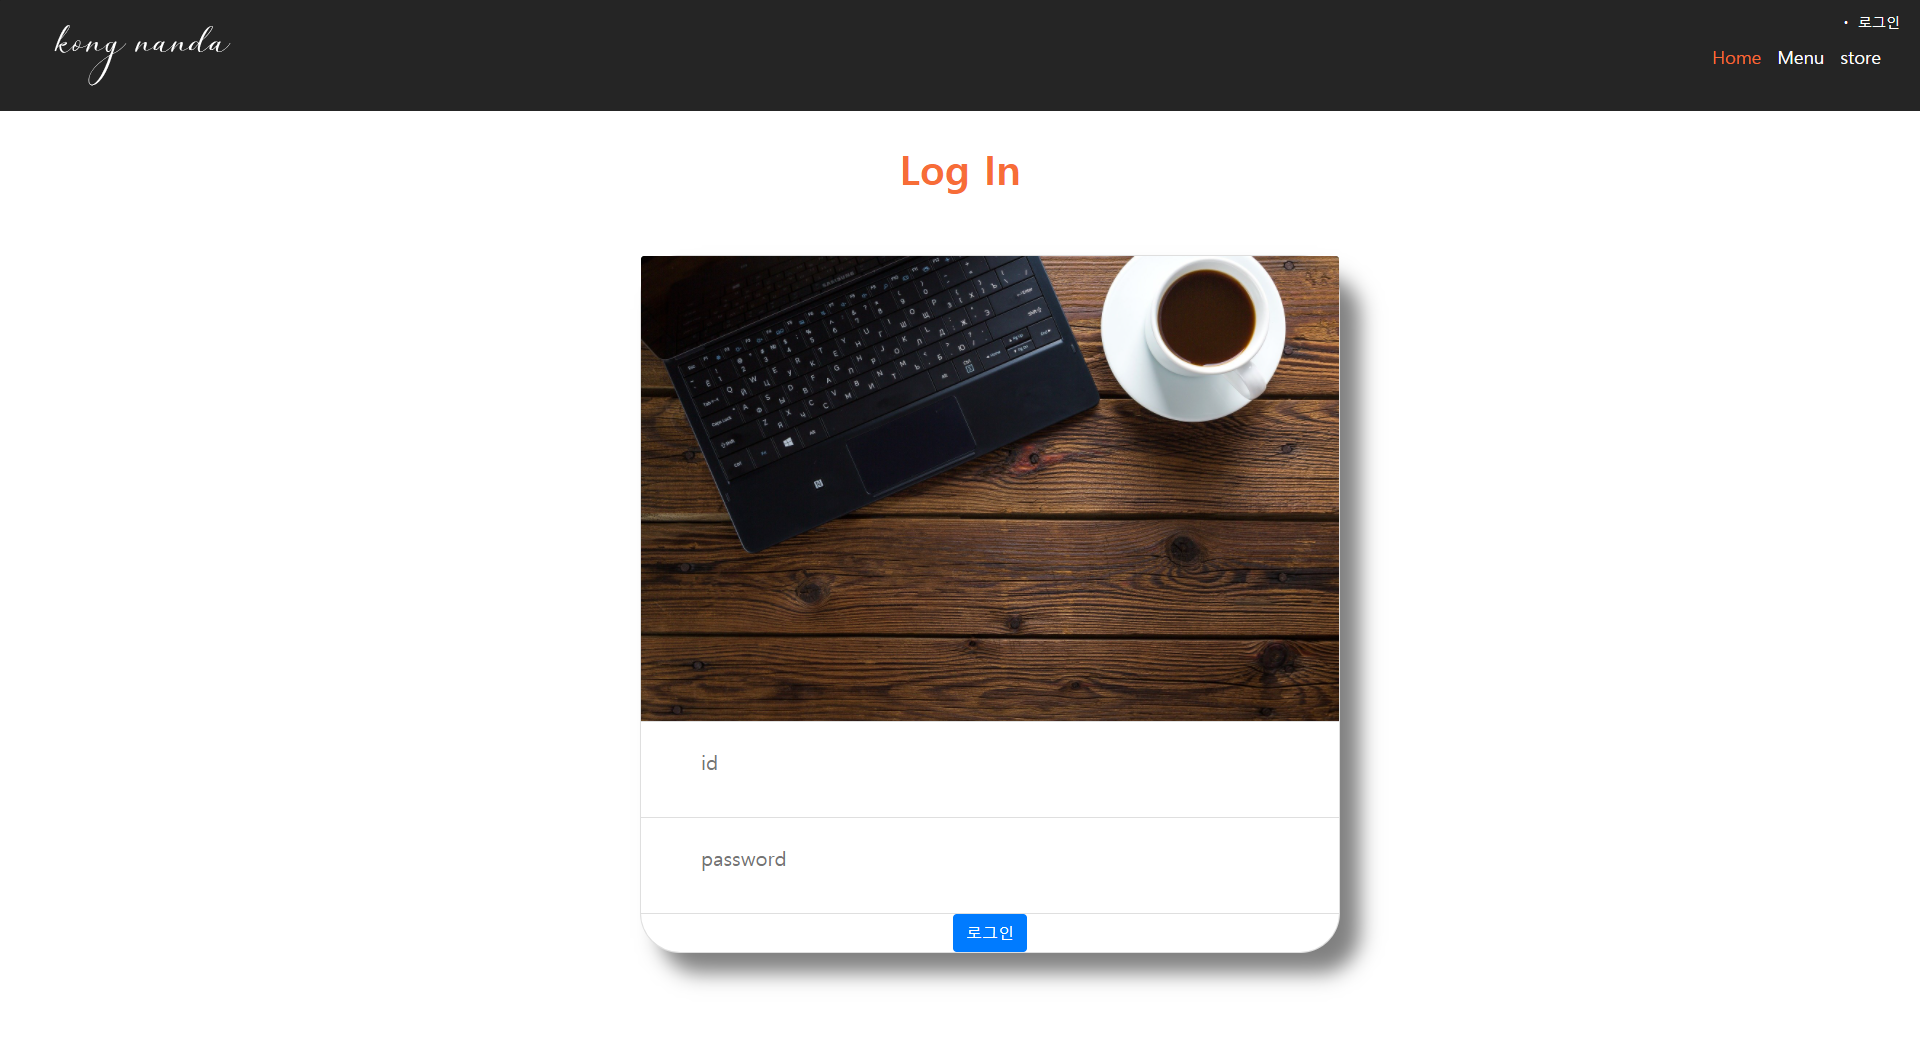 kong nanda
• 로그인
Home Menu store
Log In
id
password
로그인